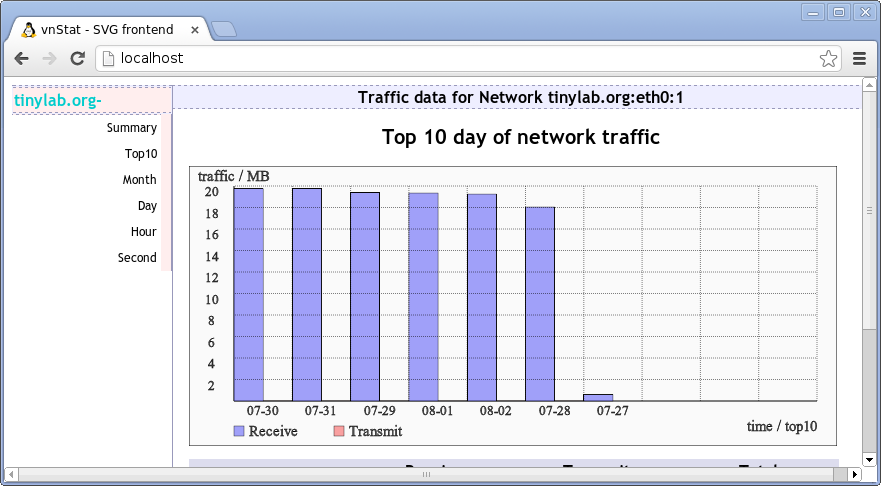 vnStat - SVG frontend
localhost
tinylab.org-
Traffic data for Network tinylab.org:eth0:1
Summary
Top10
Month
Day
Hour
Second
Top 10 day of network traffic
traffic / MB
20
18
16
14
12
10
8
6
4
2
07-30 07-31 07-29 08-01 08-02 07-28 07-27
time / top10
Receive Transmit